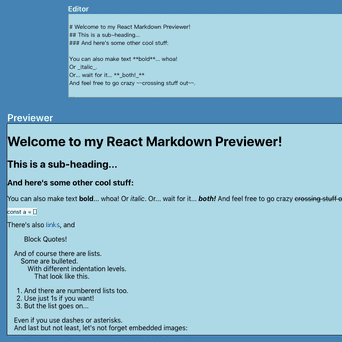 Editor
# Welcome to my React Markdown Previewer!
## This is a sub-heading...
### And here's some other cool stuff:
You can also make text **bold**... whoa!
Or _italic_.
Or... wait for it... **_both!_**
And feel free to go crazy ~~crossing stuff out~~.
Previewer
Welcome to my React Markdown Previewer!
This is a sub-heading...
And here's some other cool stuff:
You can also make text bold... whoa! Or italic. Or... wait for it... both! And feel free to go crazy crossing stuff o
const a = []
There's also links, and
Block Quotes!
And of course there are lists.
Some are bulleted.
With different indentation levels.
That look like this.
1. And there are numbererd lists too.
2. Use just 1s if you want!
3. But the list goes on...
Even if you use dashes or asterisks.
And last but not least, let's not forget embedded images: